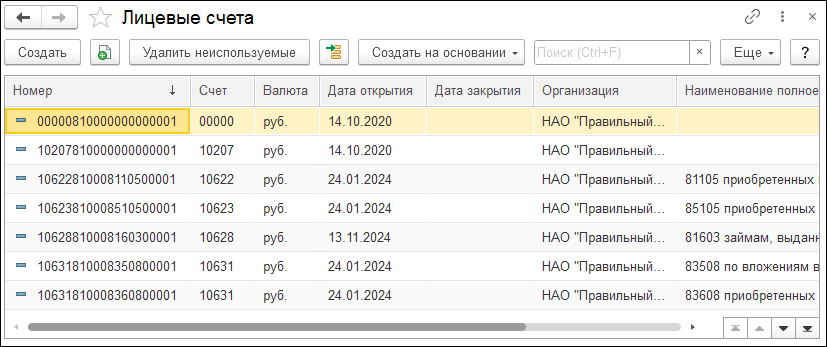 Лицевые счета
Создать Удалить неиспользуемые Создать на основании Поиск (Ctrl+F) × Еще ?
Номер ↓ Счет Валюта Дата открытия Дата закрытия Организация Наименование полное
00000810000000000001 00000 руб. 14.10.2020 НАО "Правильный...
10207810000000000001 10207 руб. 14.10.2020 НАО "Правильный...
10622810008110500001 10622 руб. 24.01.2024 НАО "Правильный... 81105 приобретенных
10623810008510500001 10623 руб. 24.01.2024 НАО "Правильный... 85105 приобретенных
10628810008160300001 10628 руб. 13.11.2024 НАО "Правильный... 81603 займам, выдан
10631810008350800001 10631 руб. 24.01.2024 НАО "Правильный... 83508 по вложениям в
10631810008360800001 10631 руб. 24.01.2024 НАО "Правильный... 83608 приобретенных